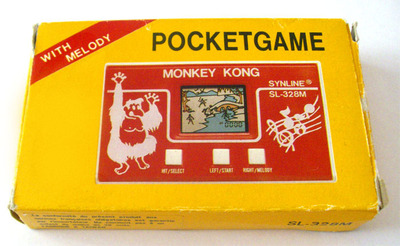 WITH
MELODY
POCKETGAME
MONKEY KONG
SYNLINE®
SL-328M
HIT/SELECT
LEFT/START
RIGHT/MELODY
SL-328M